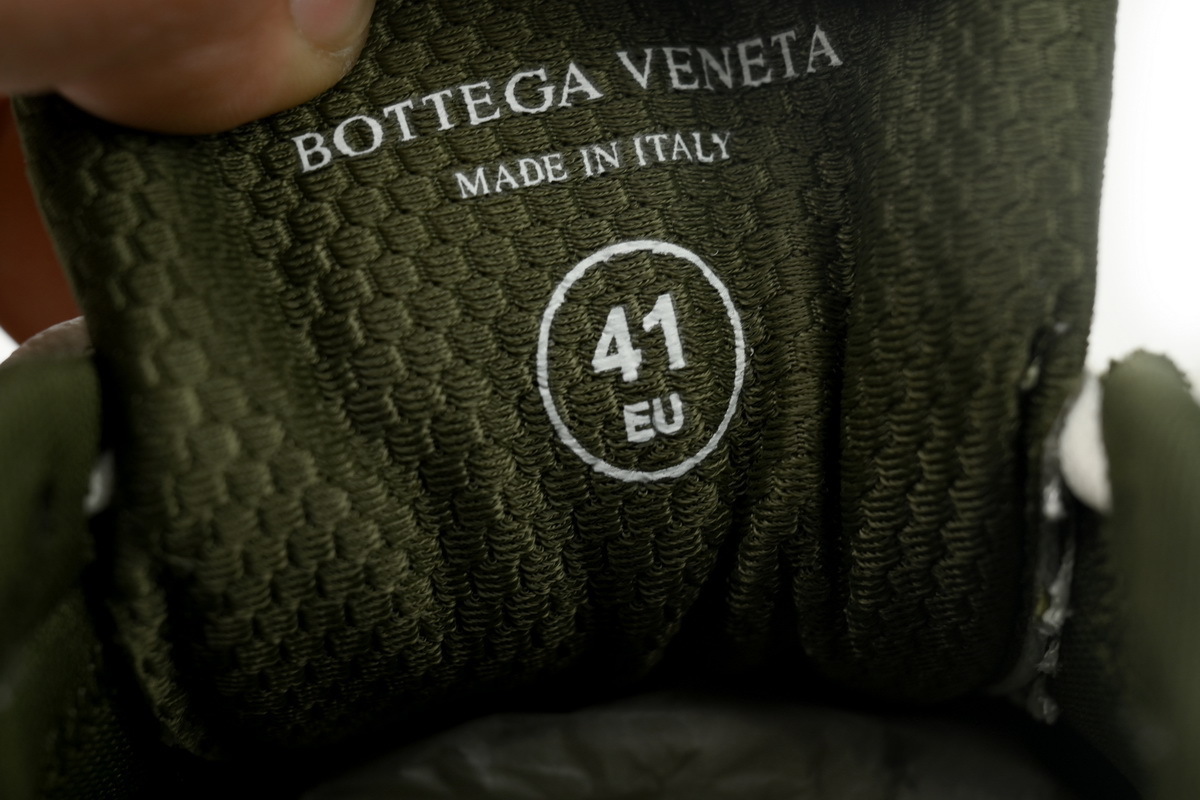 BOTTEGA VENETA
MADE IN ITALY
41
EU